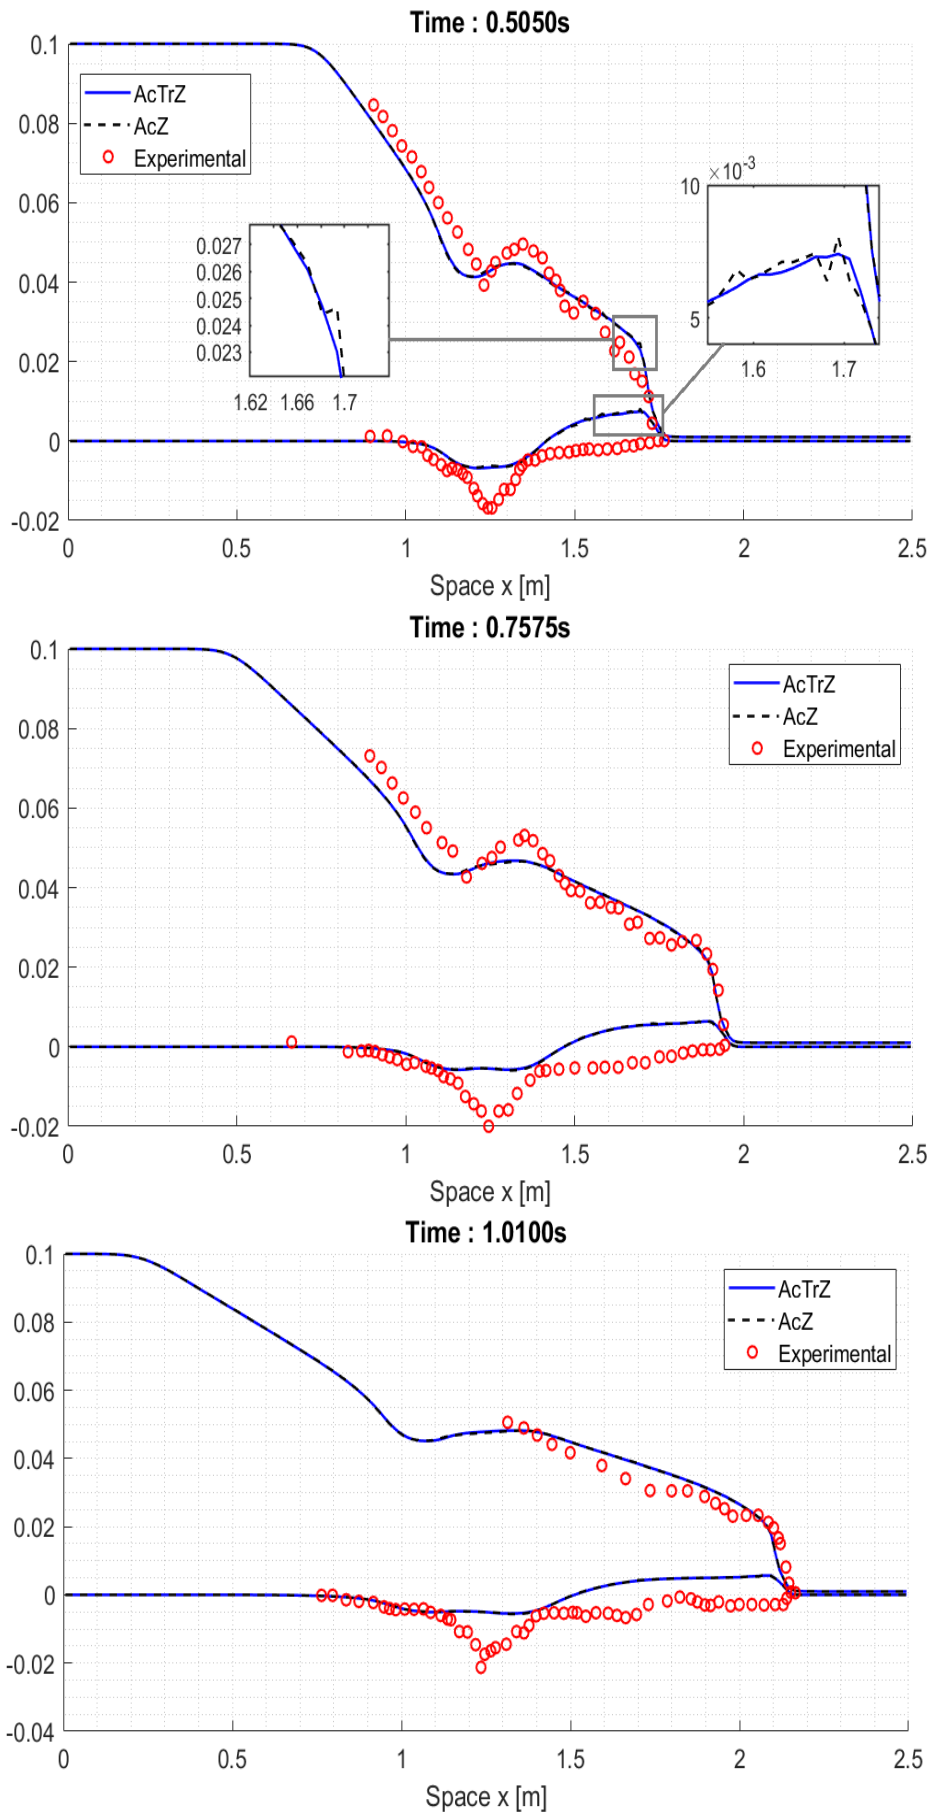 Time : 0.5050s
0.1
0.08
0.06
0.04
0.02
0
-0.02
AcTrZ
AcZ
Experimental
0.027
0.026
0.025
0.024
0.023
1.62 1.66 1.7
10 ×10-3
5
1.6 1.7
0 0.5 1 1.5 2 2.5
Space x [m]
Time : 0.7575s
0.1
0.08
0.06
0.04
0.02
0
-0.02
AcTrZ
AcZ
Experimental
0 0.5 1 1.5 2 2.5
Space x [m]
Time : 1.0100s
0.1
0.08
0.06
0.04
0.02
0
-0.02
-0.04
AcTrZ
AcZ
Experimental
0 0.5 1 1.5 2 2.5
Space x [m]